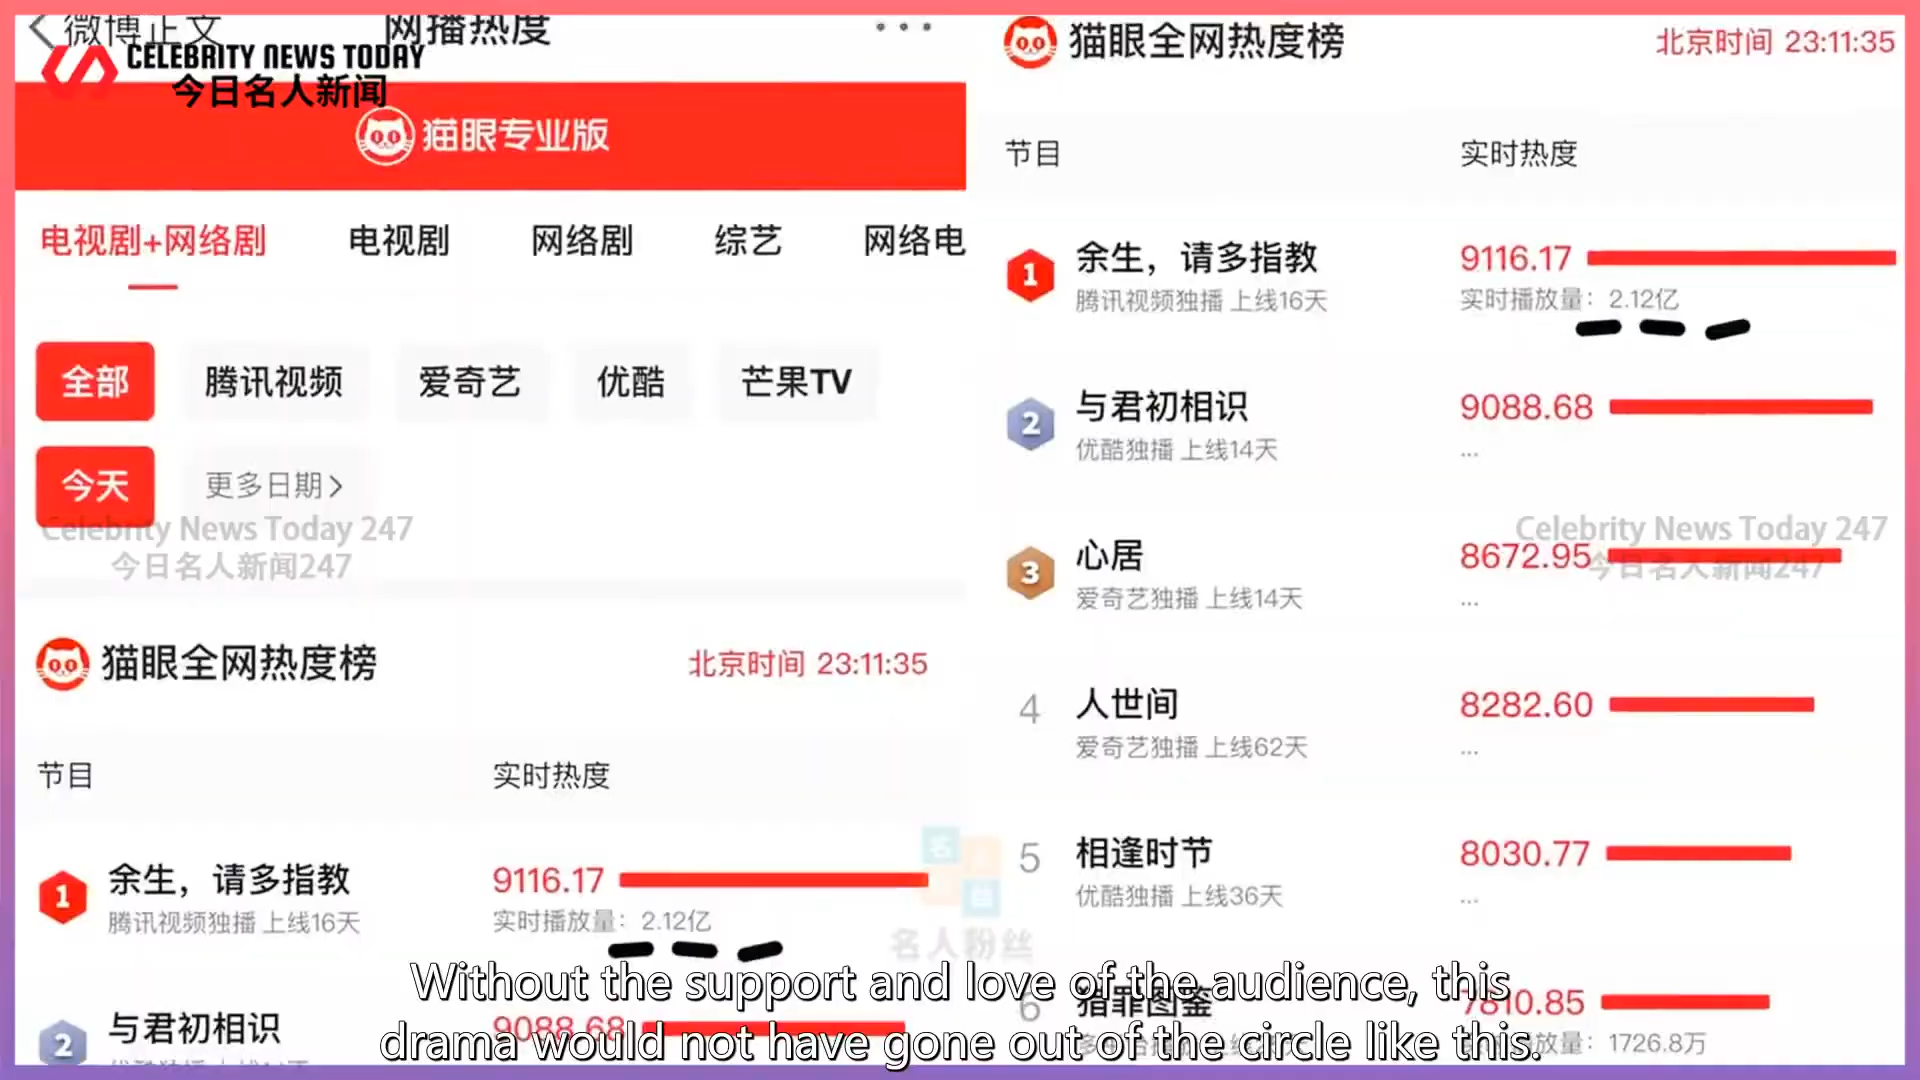 微博正文
网播热度
CELEBRITY NEWS TODAY
今日名人新闻
猫眼专业版
电视剧+网络剧 电视剧 网络剧 综艺 网络电
全部 腾讯视频 爱奇艺 优酷 芒果TV
今天 更多日期
Celebrity News Today 247
今日名人新闻247
猫眼全网热度榜 北京时间 23:11:35
节目 实时热度
1 余生，请多指教 9116.17
腾讯视频独播 上线16天 实时播放量：2.12亿
2 与君初相识 9088.68
猫眼全网热度榜 北京时间 23:11:35
节目 实时热度
1 余生，请多指教 9116.17
腾讯视频独播 上线16天 实时播放量：2.12亿
2 与君初相识 9088.68
优酷独播 上线14天 ...
Celebrity News Today 247
今日名人新闻247
3 心居 8672.95
爱奇艺独播 上线14天 ...
4 人世间 8282.60
爱奇艺独播 上线62天 ...
5 相逢时节 8030.77
优酷独播 上线36天 ...
6 猎罪图鉴 7810.85
放量：1726.8万
名人粉丝
Without the support and love of the audience, this
drama would not have gone out of the circle like this.